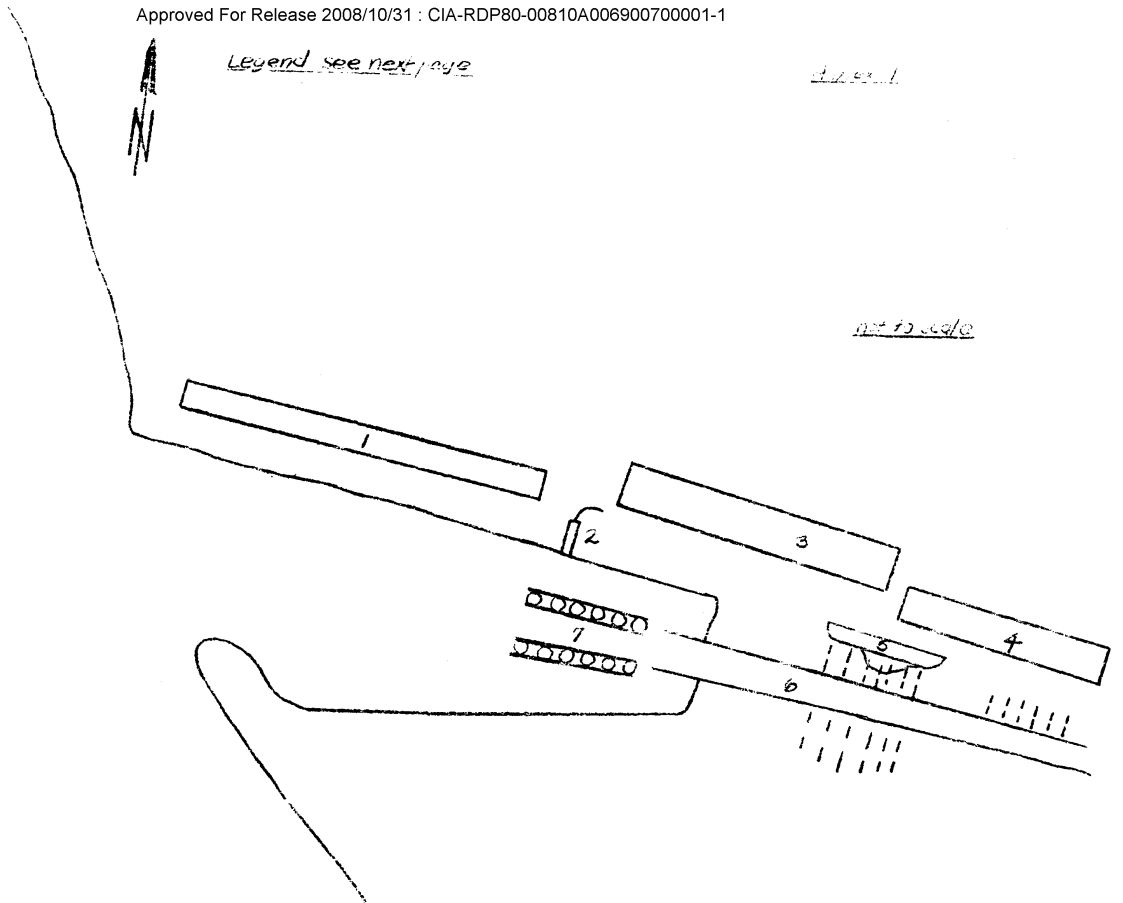 Approved For Release 2008/10/31 : CIA-RDP80-00810A006900700001-1
Legend see next page
N
not to scale
1
2
3
4
5
6
7